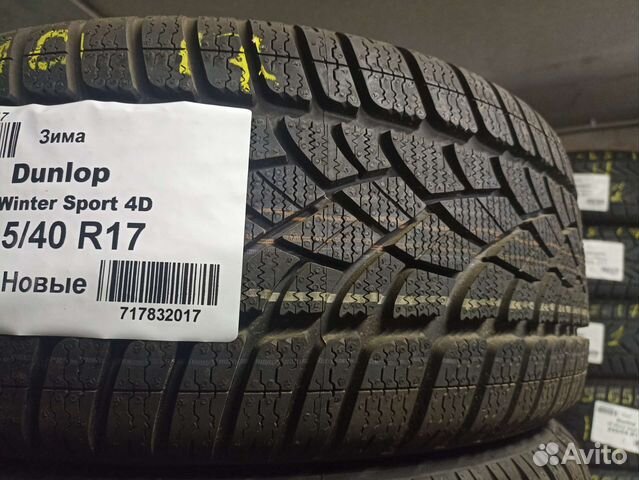 Зима
Dunlop
Winter Sport 4D
5/40 R17
Новые
717832017
Avito